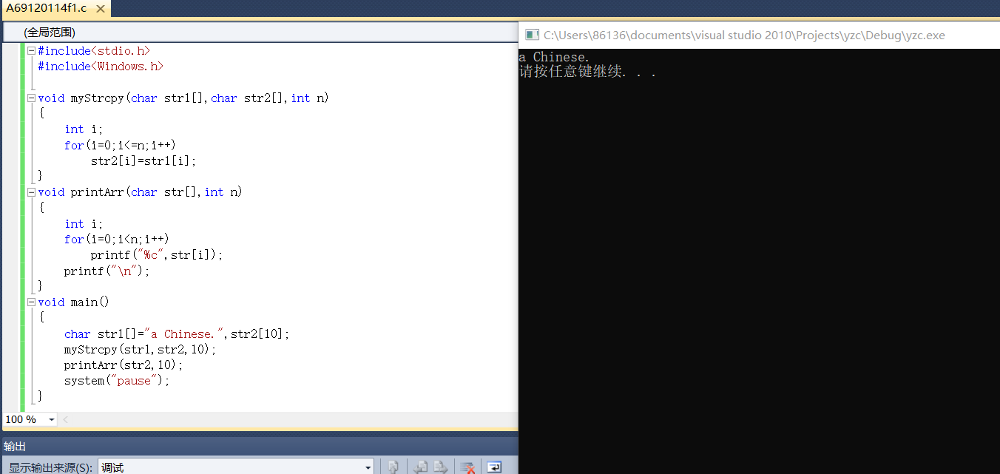 A69120114f1.c
(全局范围)
#include<stdio.h>
#include<Windows.h>
void myStrcpy(char str1[],char str2[],int n)
{
int i;
for(i=0;i<=n;i++)
str2[i]=str1[i];
}
void printArr(char str[],int n)
{
int i;
for(i=0;i<n;i++)
printf("%c",str[i]);
printf("\n");
}
void main()
{
char str1[]="a Chinese.",str2[10];
myStrcpy(str1,str2,10);
printArr(str2,10);
system("pause");
}
100 %
输出
显示输出来源(S): 调试
C:\Users\86136\documents\visual studio 2010\Projects\yzc\Debug\yzc.exe
a Chinese.
请按任意键继续. . .